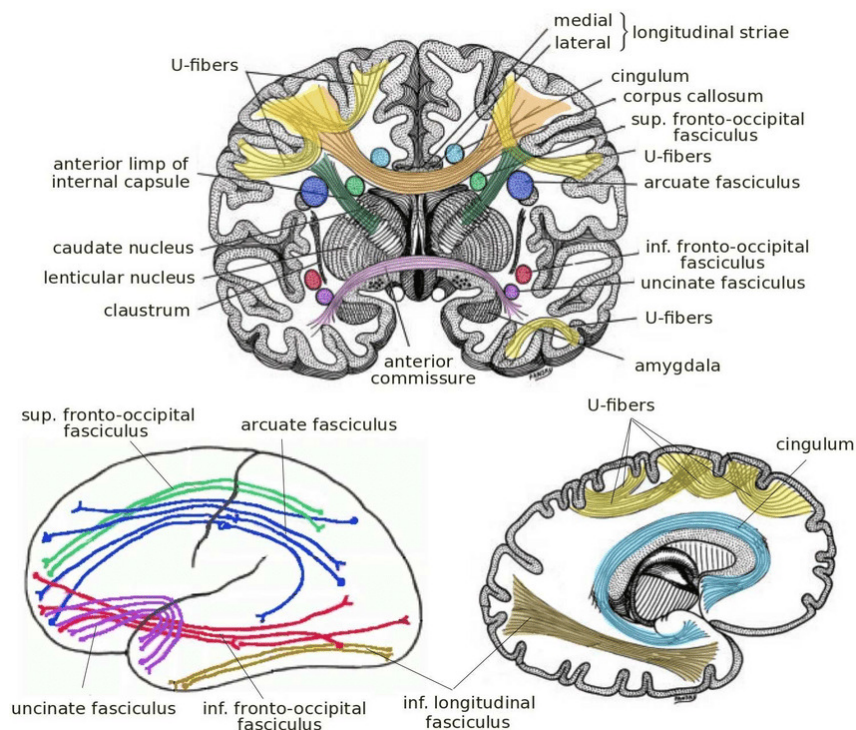 medial
lateral
longitudinal striae
U-fibers
cingulum
corpus callosum
sup. fronto-occipital
fasciculus
U-fibers
arcuate fasciculus
anterior limp of
internal capsule
caudate nucleus
lenticular nucleus
claustrum
inf. fronto-occipital
fasciculus
uncinate fasciculus
U-fibers
amygdala
anterior
commissure
sup. fronto-occipital
fasciculus
arcuate fasciculus
U-fibers
cingulum
uncinate fasciculus
inf. fronto-occipital
fasciculus
inf. longitudinal
fasciculus